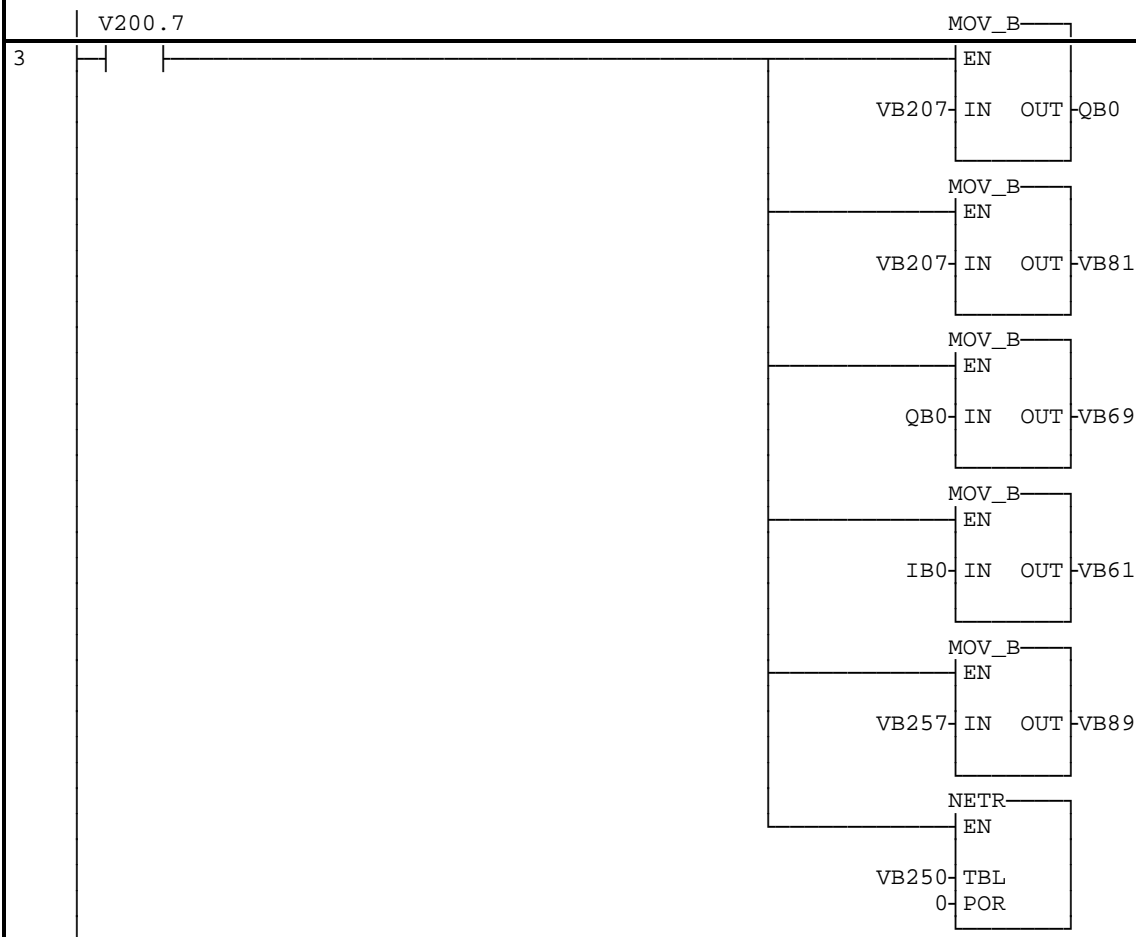 V200.7 MOV_B
3 EN
VB207 IN OUT QB0
MOV_B
EN
VB207 IN OUT VB81
MOV_B
EN
QB0 IN OUT VB69
MOV_B
EN
IB0 IN OUT VB61
MOV_B
EN
VB257 IN OUT VB89
NETR
EN
VB250 TBL
0 POR